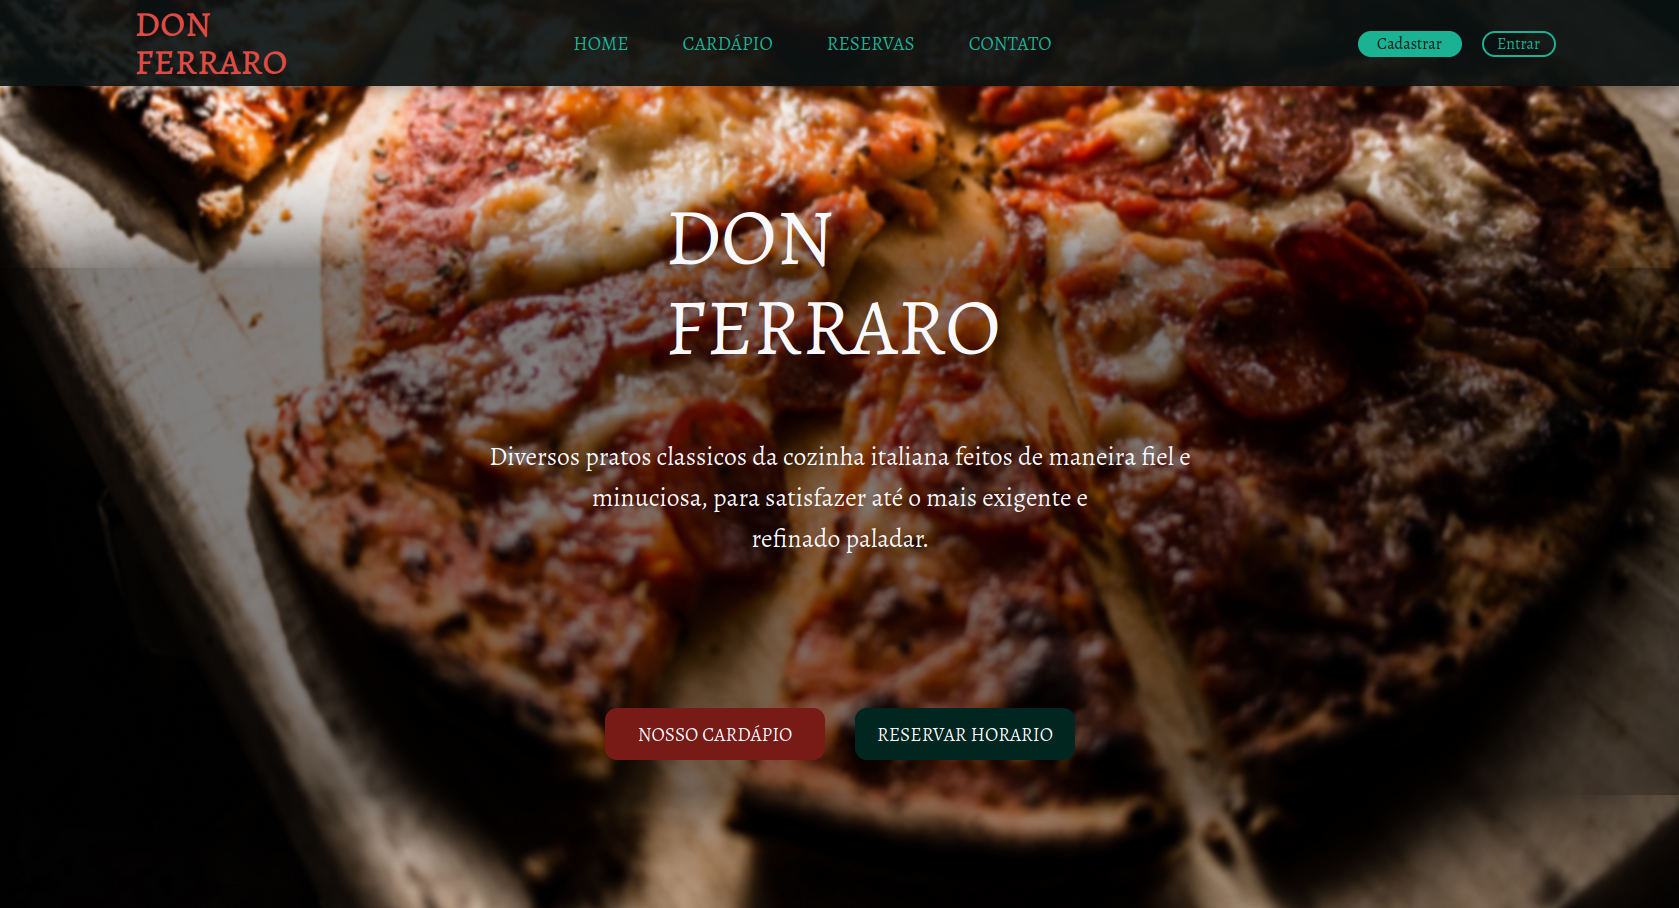 DON
FERRARO
HOME CARDÁPIO RESERVAS CONTATO
Cadastrar Entrar
DON
FERRARO
Diversos pratos classicos da cozinha italiana feitos de maneira fiel e
minuciosa, para satisfazer até o mais exigente e
refinado paladar.
NOSSO CARDÁPIO RESERVAR HORARIO